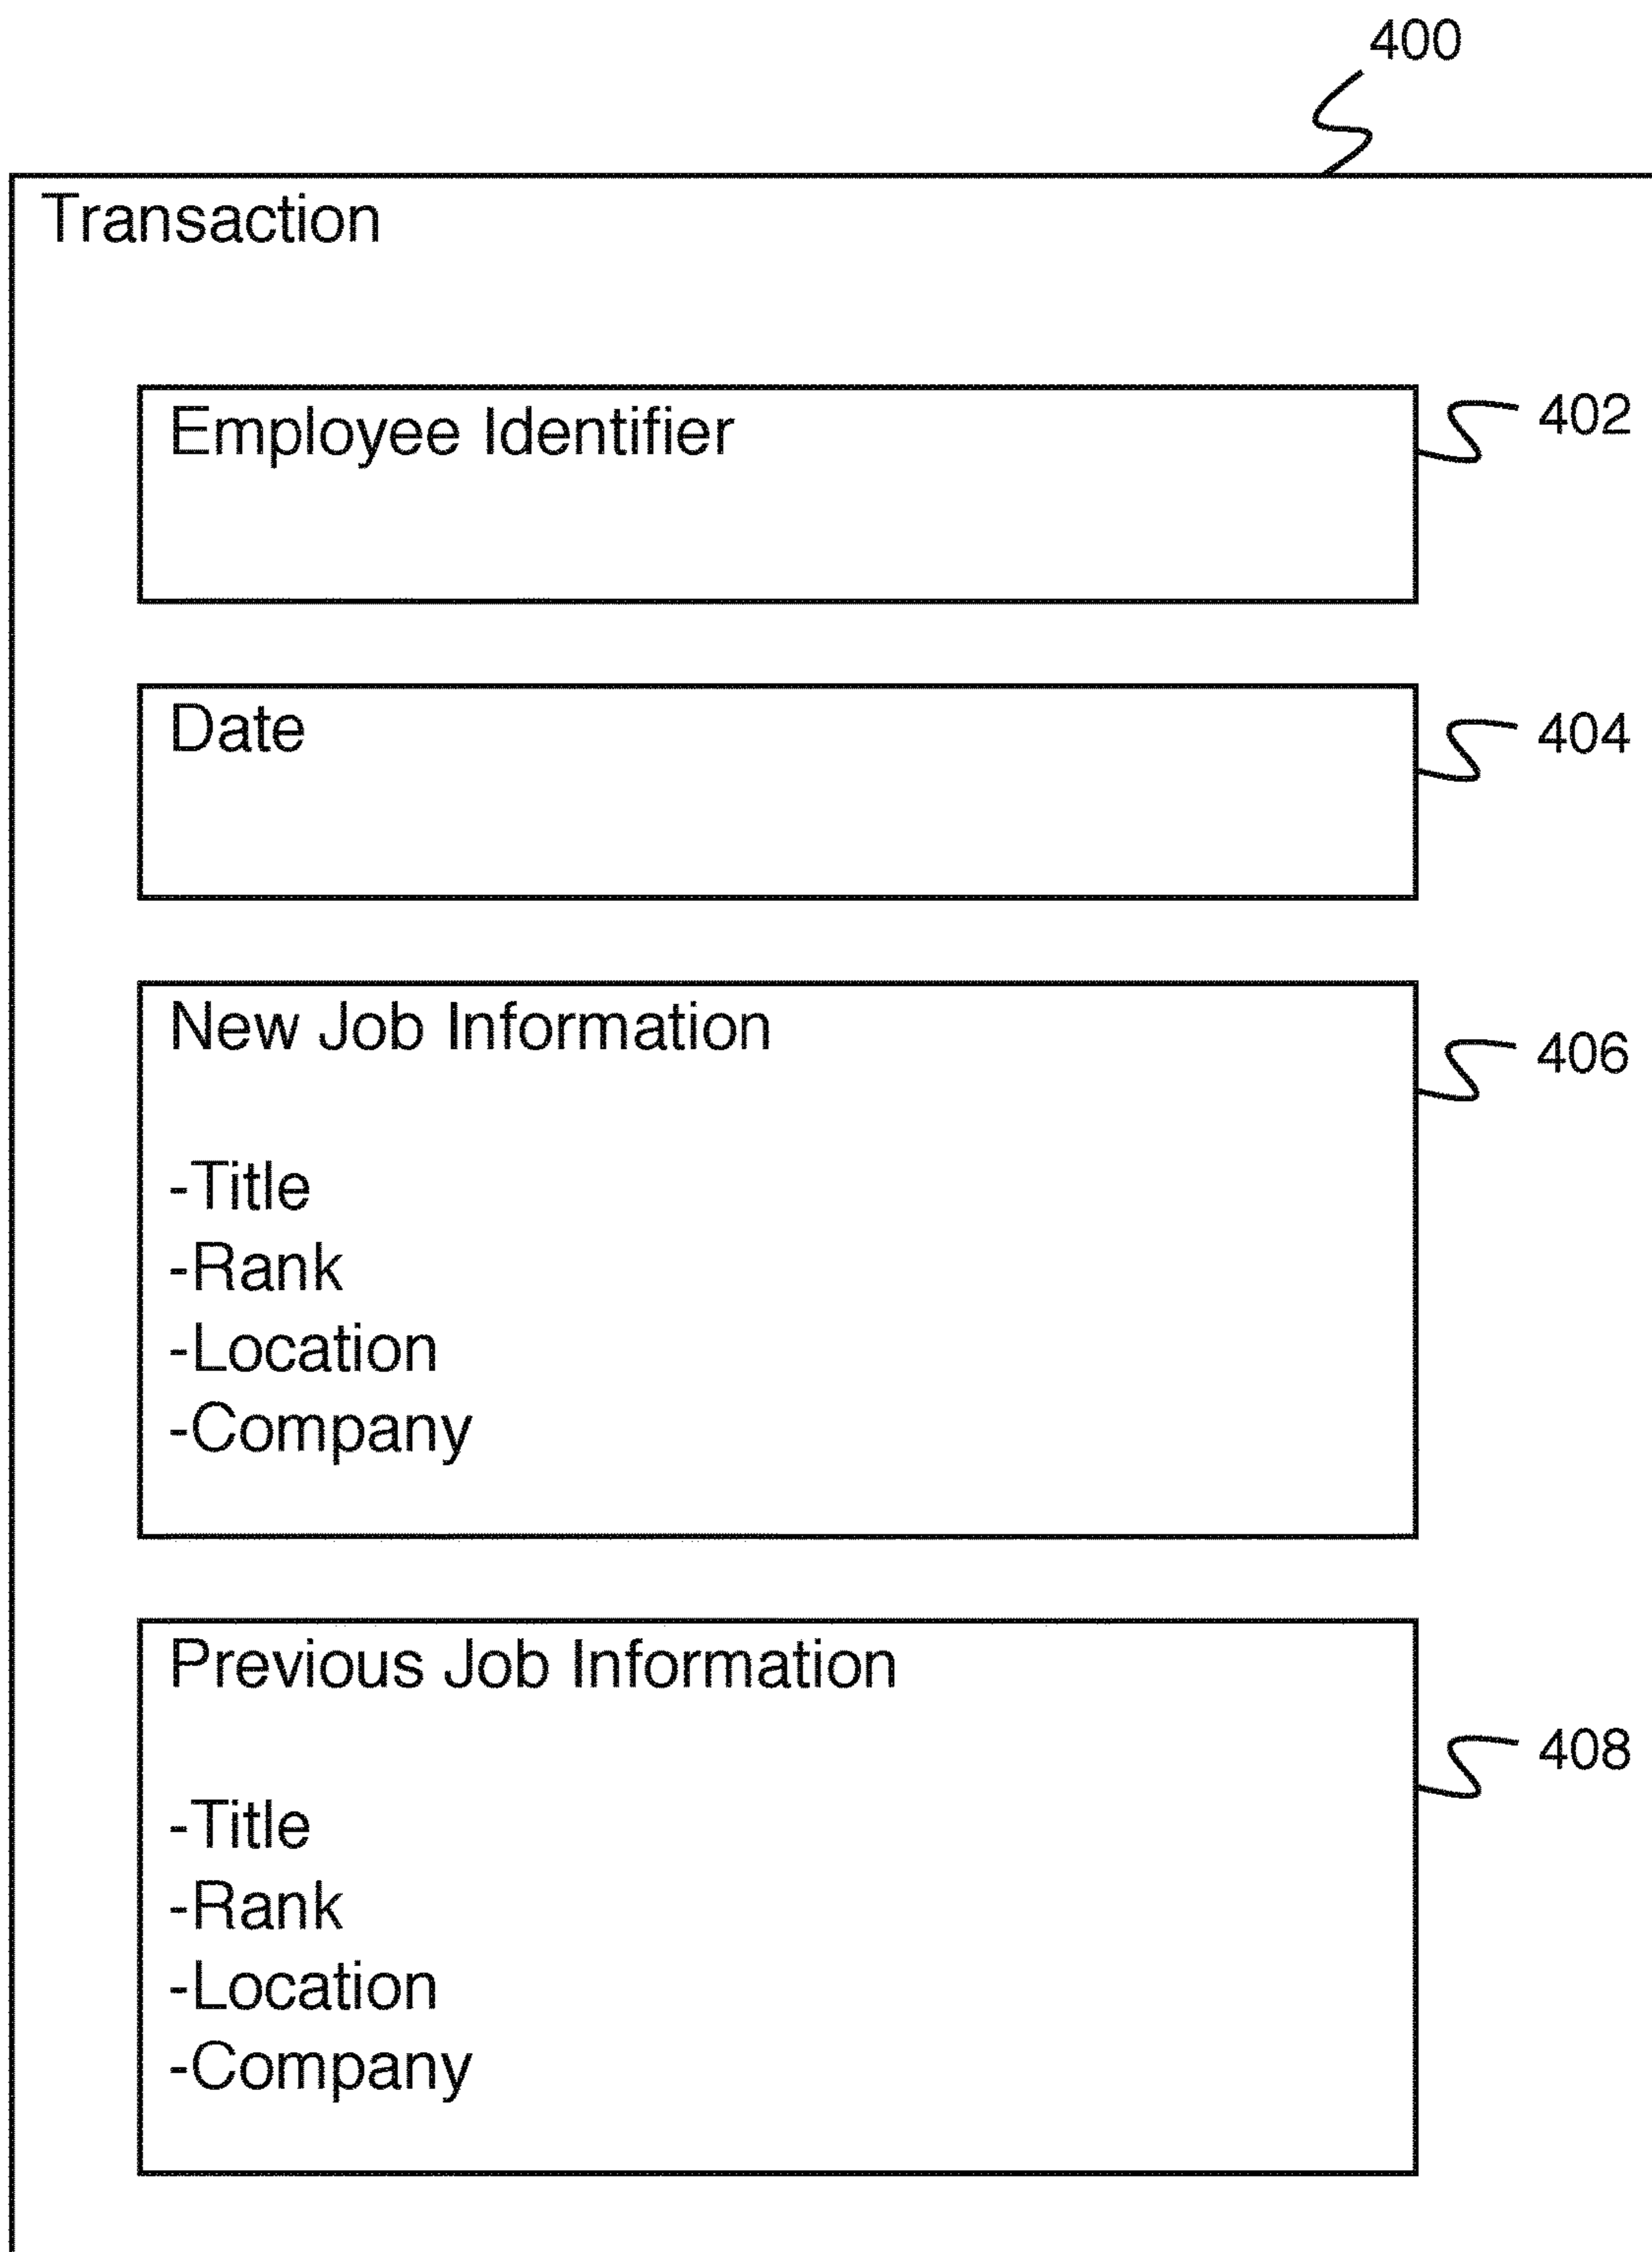 400
Transaction
Employee Identifier
402
Date
404
New Job Information
406
-Title
-Rank
-Location
-Company
Previous Job Information
408
-Title
-Rank
-Location
-Company